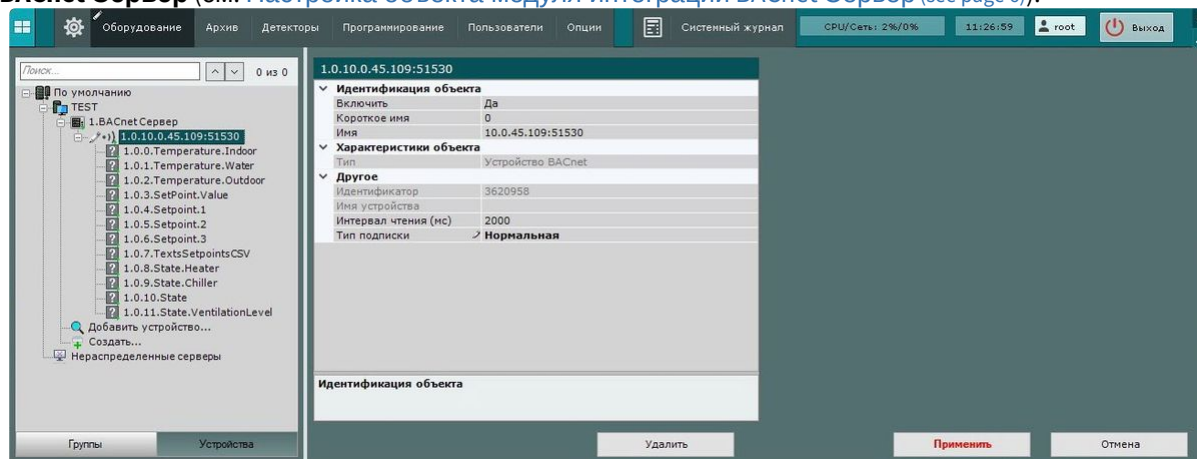 BACnet Сервер (см. Настройка объекта модуля интеграции BACnet Сервер (see page 6)).
Оборудование Архив Детекторы Программирование Пользователи Опции Системный журнал CPU/Сеть: 2%/0% 11:26:59 root Выход
Поиск... 0 из 0
По умолчанию
TEST
1.BACnet Сервер
1.0.10.0.45.109:51530
1.0.0.Temperature.Indoor
1.0.1.Temperature.Water
1.0.2.Temperature.Outdoor
1.0.3.SetPoint.Value
1.0.4.Setpoint.1
1.0.5.Setpoint.2
1.0.6.Setpoint.3
1.0.7.TextsSetpointsCSV
1.0.8.State.Heater
1.0.9.State.Chiller
1.0.10.State
1.0.11.State.VentilationLevel
Добавить устройство...
Создать...
Нераспределенные серверы
Группы Устройства
1.0.10.0.45.109:51530
Идентификация объекта
Включить Да
Короткое имя 0
Имя 10.0.45.109:51530
Характеристики объекта
Тип Устройство BACnet
Другое
Идентификатор 3620958
Имя устройства
Интервал чтения (мс) 2000
Тип подписки Нормальная
Идентификация объекта
Удалить Применить Отмена